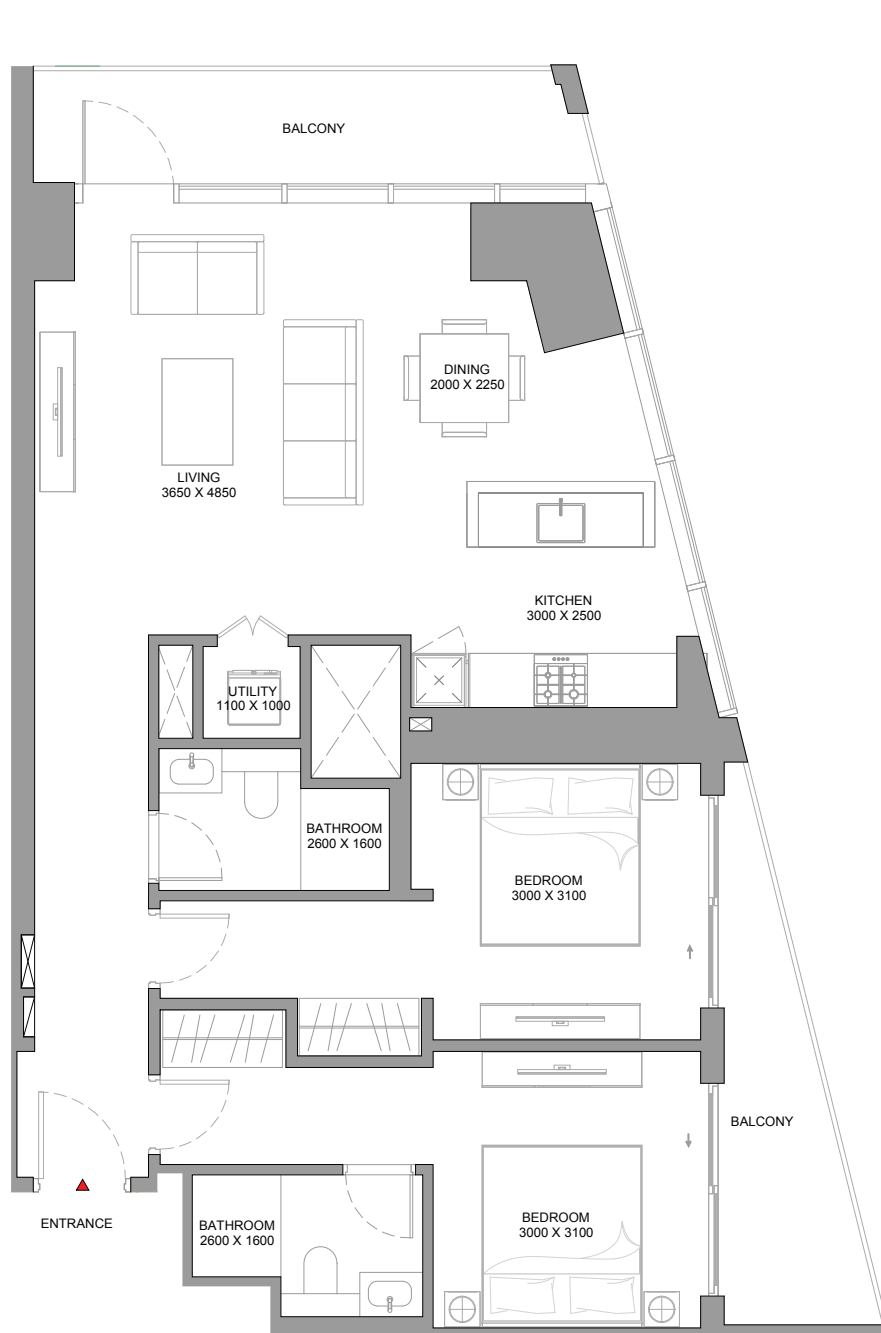 BALCONY
DINING
2000 X 2250
LIVING
3650 X 4850
KITCHEN
3000 X 2500
UTILITY
1100 X 1000
BATHROOM
2600 X 1600
BEDROOM
3000 X 3100
BALCONY
ENTRANCE
BATHROOM
2600 X 1600
BEDROOM
3000 X 3100